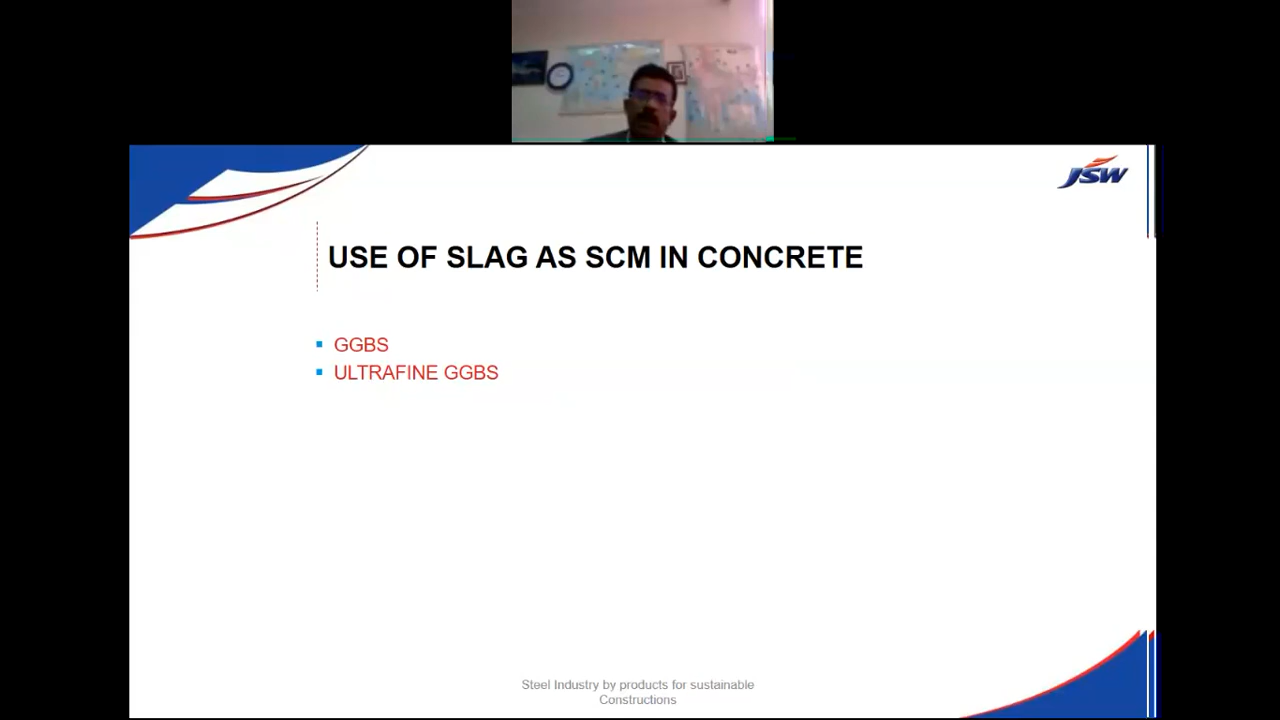 JSW
USE OF SLAG AS SCM IN CONCRETE
GGBS
ULTRAFINE GGBS
Steel Industry by products for sustainable
Constructions